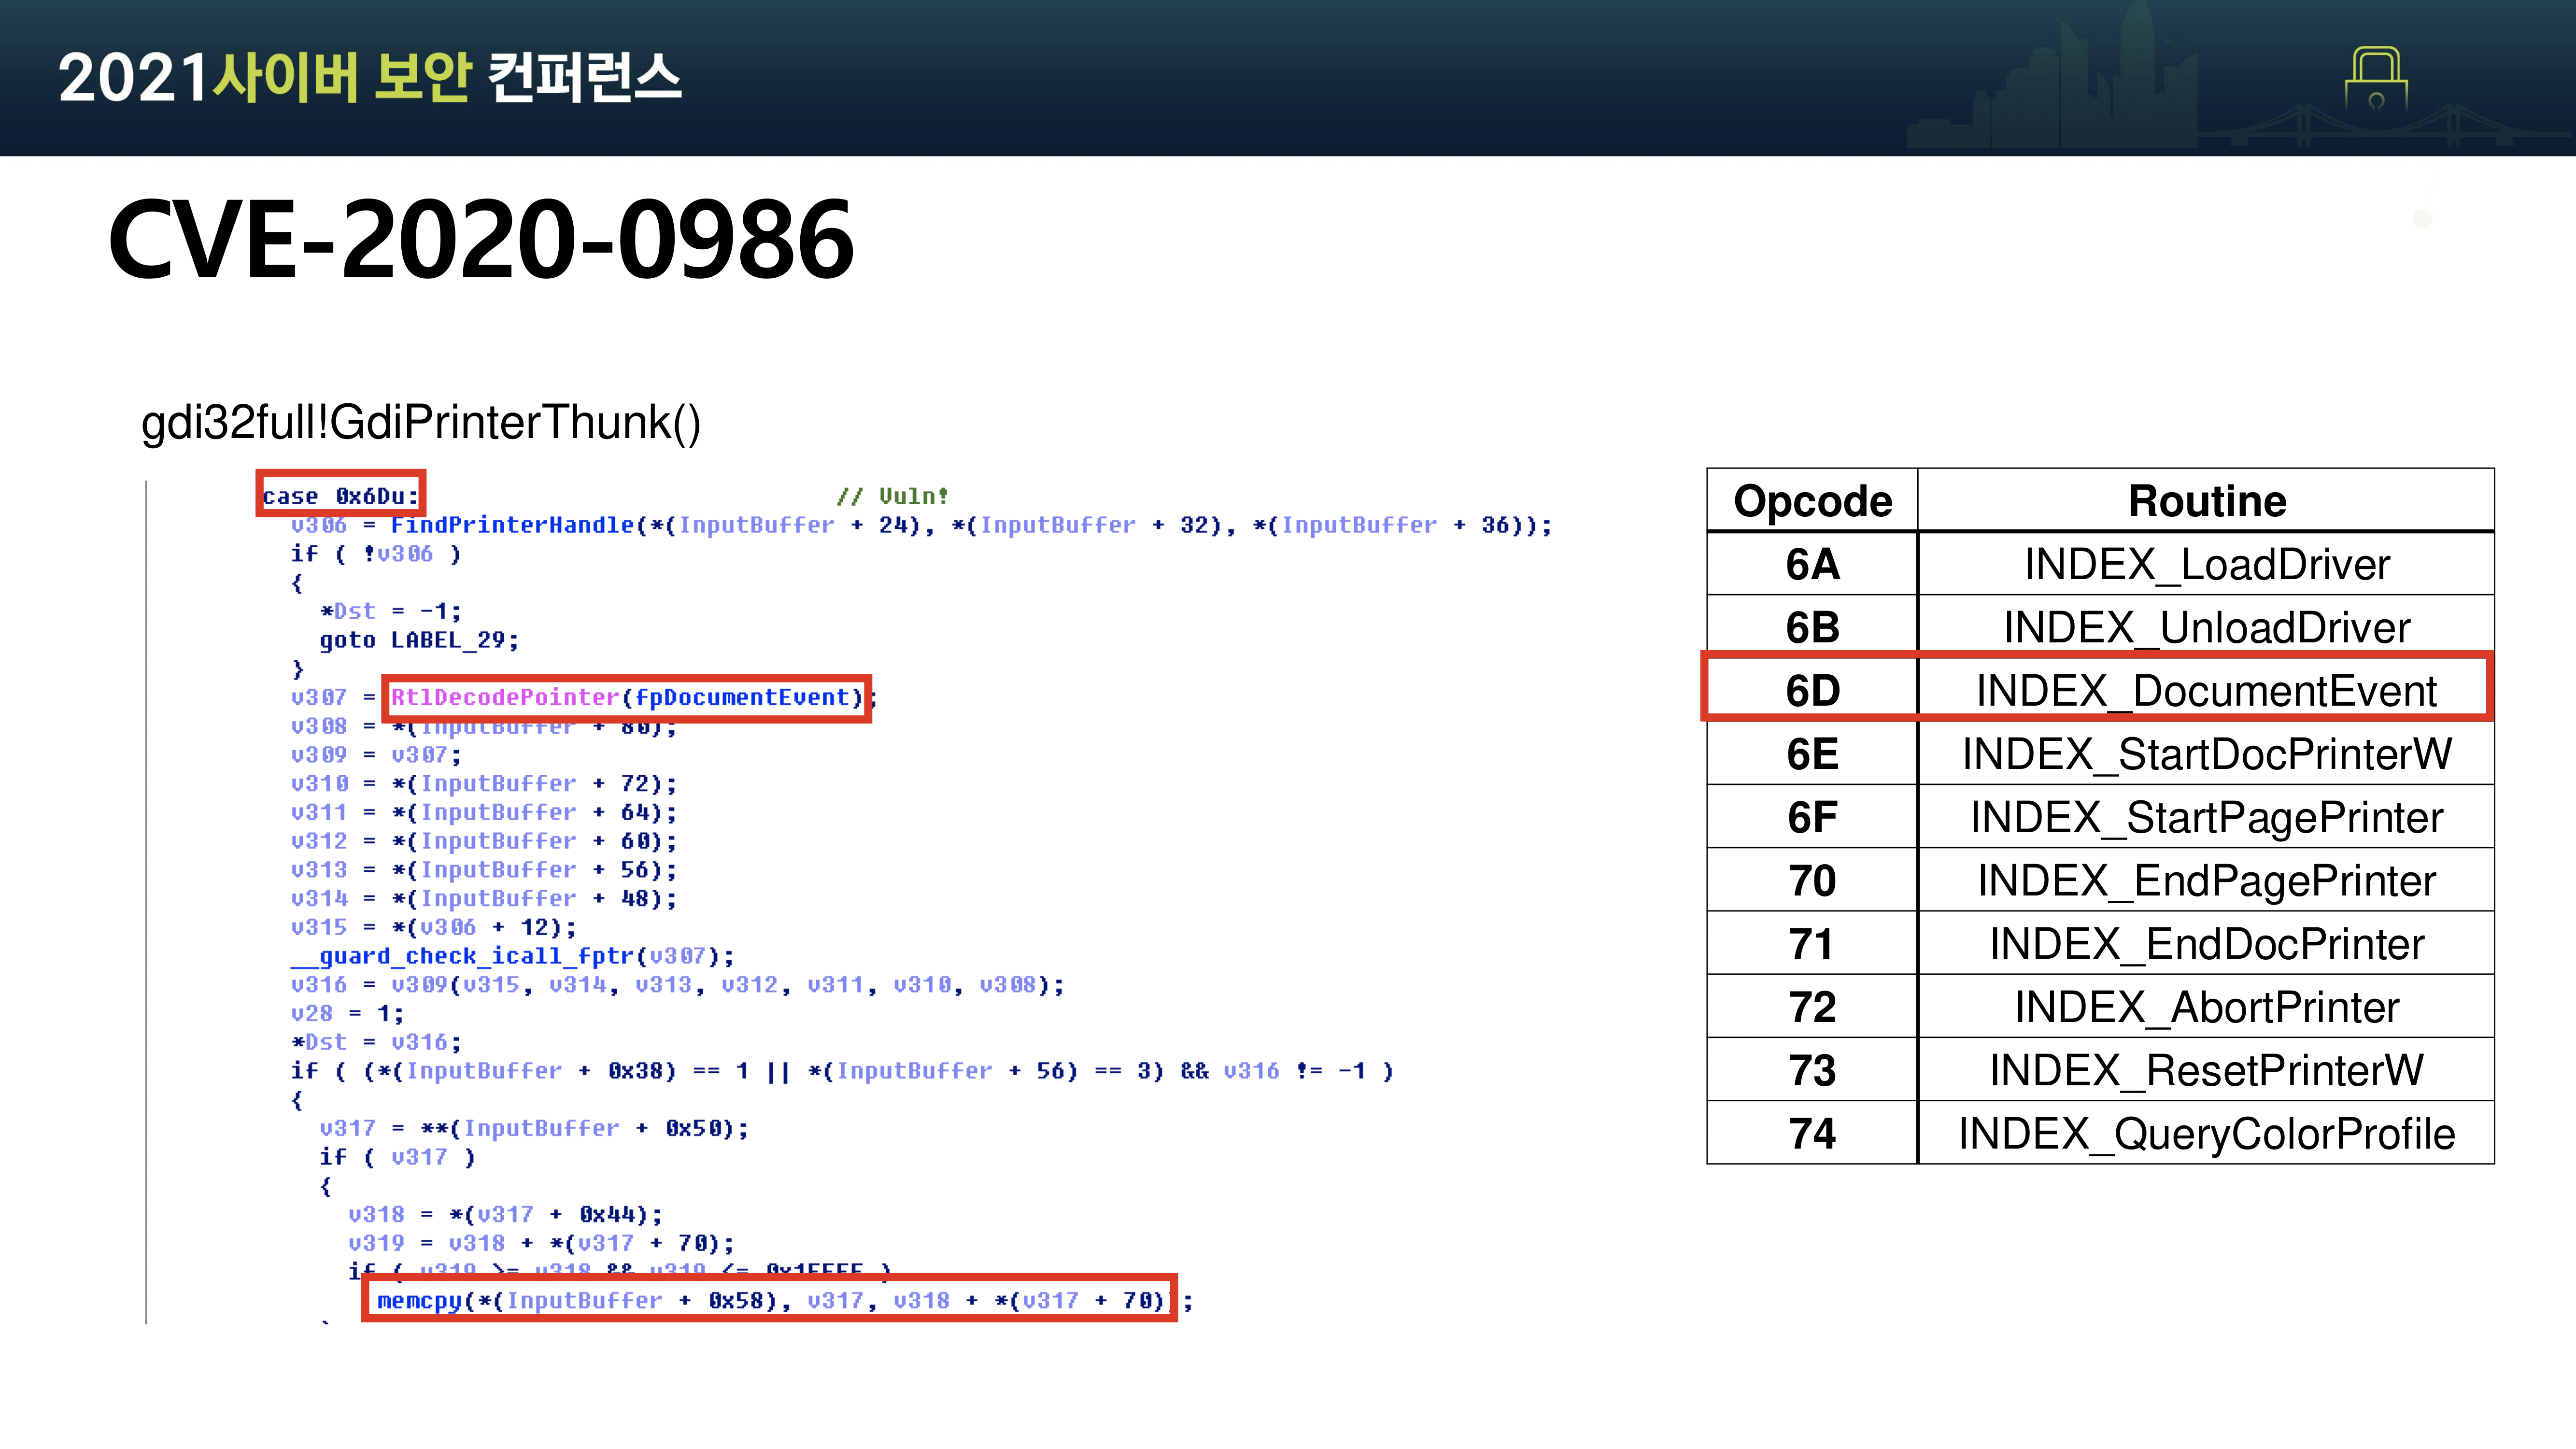 2021사이버 보안 컨퍼런스
CVE-2020-0986
gdi32full!GdiPrinterThunk()
case 0x6Du: // Vuln!
v306 = FindPrinterHandle(*(InputBuffer + 24), *(InputBuffer + 32), *(InputBuffer + 36));
if ( !v306 )
{
*Dst = -1;
goto LABEL_29;
}
v307 = RtlDecodePointer(fpDocumentEvent);
v308 = *(InputBuffer + 80);
v309 = v307;
v310 = *(InputBuffer + 72);
v311 = *(InputBuffer + 64);
v312 = *(InputBuffer + 60);
v313 = *(InputBuffer + 56);
v314 = *(InputBuffer + 48);
v315 = *(v306 + 12);
__guard_check_icall_fptr(v307);
v316 = v309(v315, v314, v313, v312, v311, v310, v308);
v28 = 1;
*Dst = v316;
if ( (*(InputBuffer + 0x38) == 1 || *(InputBuffer + 56) == 3) && v316 != -1 )
{
v317 = **(InputBuffer + 0x50);
if ( v317 )
{
v318 = *(v317 + 0x44);
v319 = v318 + *(v317 + 70);
if ( v319 >= v318 && v319 <= 0x1FFFF )
memcpy(*(InputBuffer + 0x58), v317, v318 + *(v317 + 70));
Opcode Routine
6A INDEX_LoadDriver
6B INDEX_UnloadDriver
6D INDEX_DocumentEvent
6E INDEX_StartDocPrinterW
6F INDEX_StartPagePrinter
70 INDEX_EndPagePrinter
71 INDEX_EndDocPrinter
72 INDEX_AbortPrinter
73 INDEX_ResetPrinterW
74 INDEX_QueryColorProfile